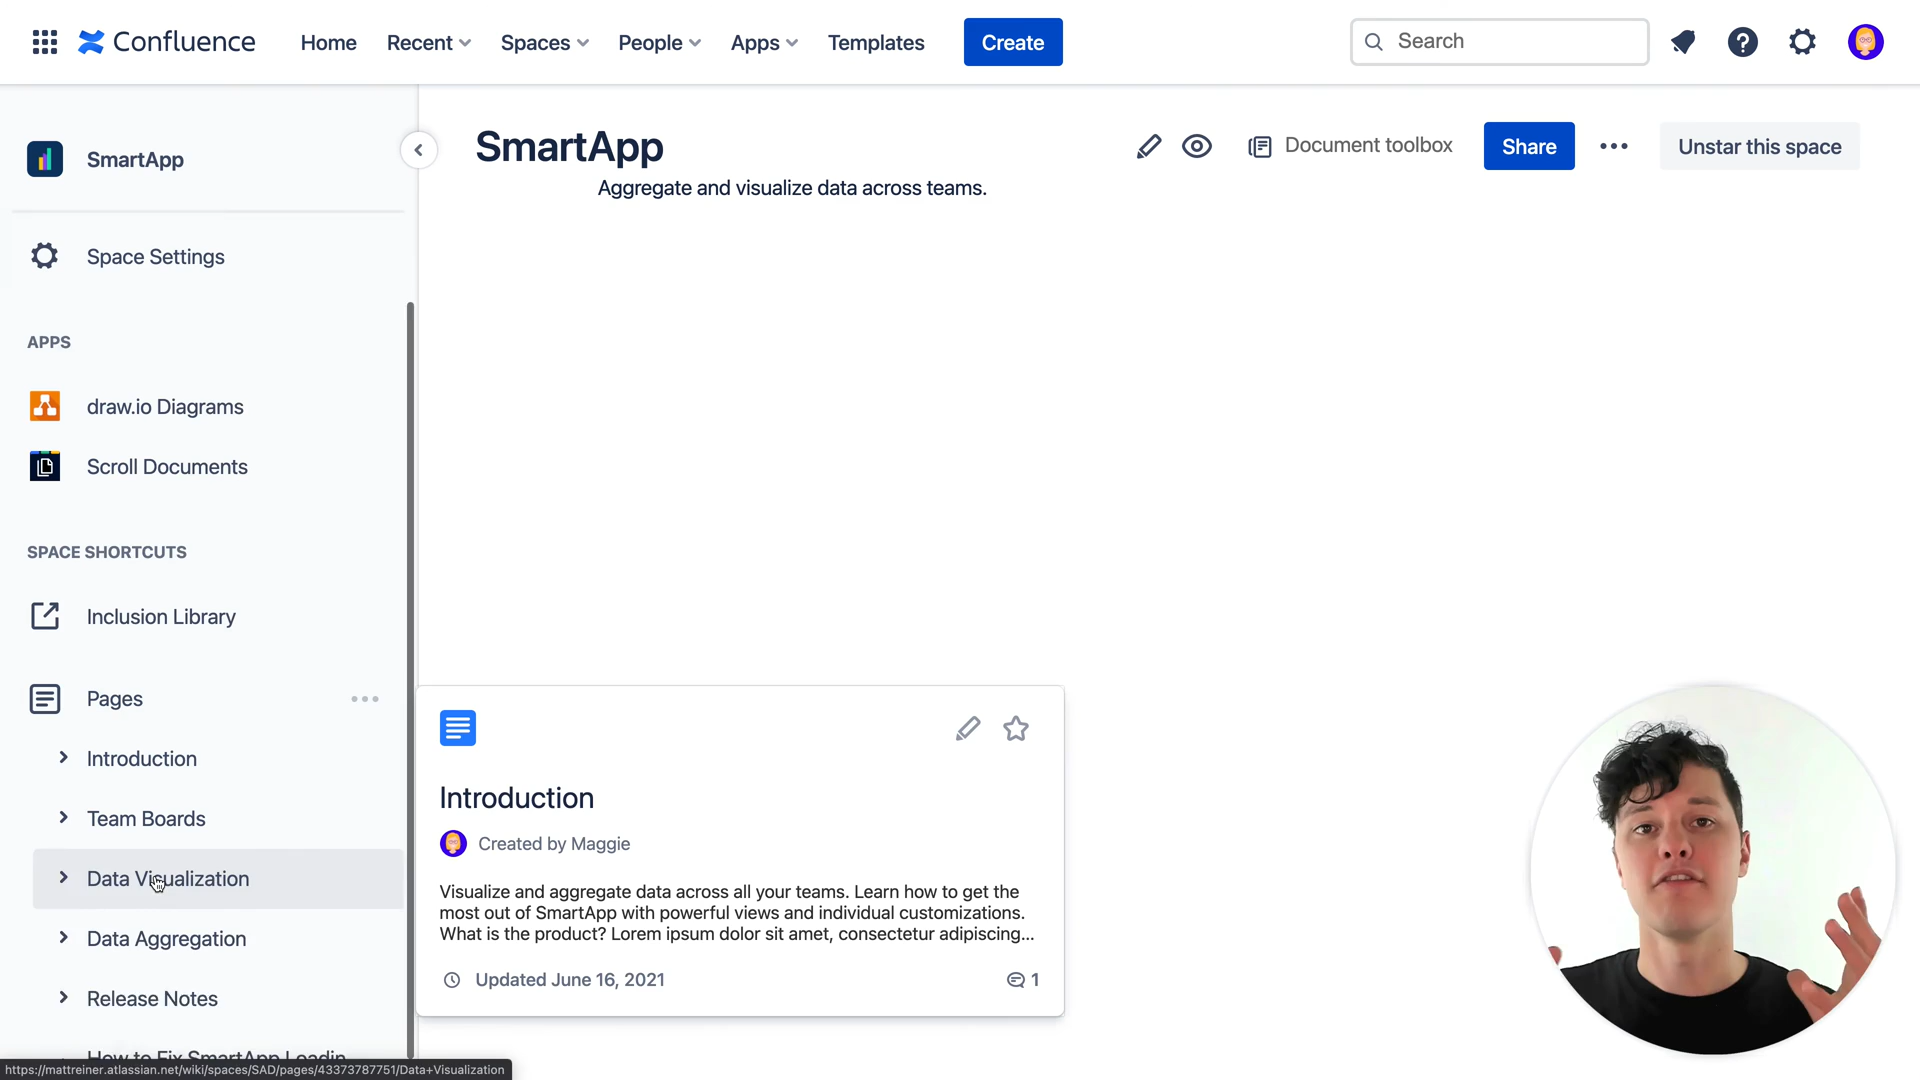 Confluence
Home
Recent
Spaces
People
Apps
Templates
Create
Search
SmartApp
Space Settings
APPS
draw.io Diagrams
Scroll Documents
SPACE SHORTCUTS
Inclusion Library
Pages
Introduction
Team Boards
Data Visualization
Data Aggregation
Release Notes
How to Fix SmartApp Loadin
https://mattreiner.atlassian.net/wiki/spaces/SAD/pages/43373787751/Data+Visualization
SmartApp
Aggregate and visualize data across teams.
Document toolbox
Share
Unstar this space
Introduction
Created by Maggie
Visualize and aggregate data across all your teams. Learn how to get the
most out of SmartApp with powerful views and individual customizations.
What is the product? Lorem ipsum dolor sit amet, consectetur adipiscing...
Updated June 16, 2021
1